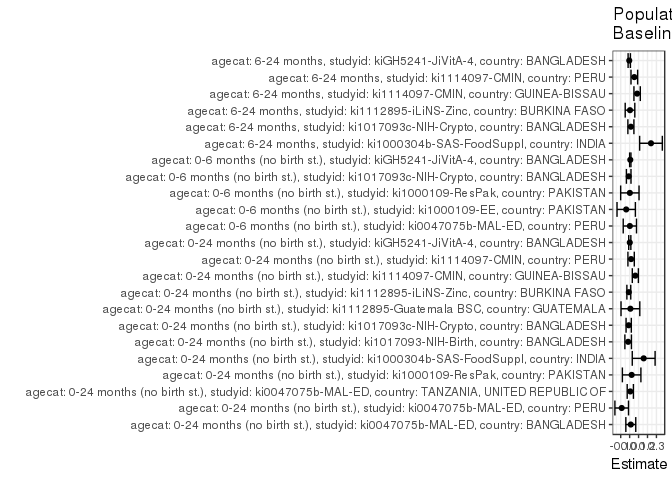 Populat
Baselin
agecat: 6-24 months, studyid: kiGH5241-JiVitA-4, country: BANGLADESH
agecat: 6-24 months, studyid: ki1114097-CMIN, country: PERU
agecat: 6-24 months, studyid: ki1114097-CMIN, country: GUINEA-BISSAU
agecat: 6-24 months, studyid: ki1112895-iLiNS-Zinc, country: BURKINA FASO
agecat: 6-24 months, studyid: ki1017093c-NIH-Crypto, country: BANGLADESH
agecat: 6-24 months, studyid: ki1000304b-SAS-FoodSuppl, country: INDIA
agecat: 0-6 months (no birth st.), studyid: kiGH5241-JiVitA-4, country: BANGLADESH
agecat: 0-6 months (no birth st.), studyid: ki1017093c-NIH-Crypto, country: BANGLADESH
agecat: 0-6 months (no birth st.), studyid: ki1000109-ResPak, country: PAKISTAN
agecat: 0-6 months (no birth st.), studyid: ki1000109-EE, country: PAKISTAN
agecat: 0-6 months (no birth st.), studyid: ki0047075b-MAL-ED, country: PERU
agecat: 0-24 months (no birth st.), studyid: kiGH5241-JiVitA-4, country: BANGLADESH
agecat: 0-24 months (no birth st.), studyid: ki1114097-CMIN, country: PERU
agecat: 0-24 months (no birth st.), studyid: ki1114097-CMIN, country: GUINEA-BISSAU
agecat: 0-24 months (no birth st.), studyid: ki1112895-iLiNS-Zinc, country: BURKINA FASO
agecat: 0-24 months (no birth st.), studyid: ki1112895-Guatemala BSC, country: GUATEMALA
agecat: 0-24 months (no birth st.), studyid: ki1017093c-NIH-Crypto, country: BANGLADESH
agecat: 0-24 months (no birth st.), studyid: ki1017093-NIH-Birth, country: BANGLADESH
agecat: 0-24 months (no birth st.), studyid: ki1000304b-SAS-FoodSuppl, country: INDIA
agecat: 0-24 months (no birth st.), studyid: ki1000109-ResPak, country: PAKISTAN
agecat: 0-24 months (no birth st.), studyid: ki0047075b-MAL-ED, country: TANZANIA, UNITED REPUBLIC OF
agecat: 0-24 months (no birth st.), studyid: ki0047075b-MAL-ED, country: PERU
agecat: 0-24 months (no birth st.), studyid: ki0047075b-MAL-ED, country: BANGLADESH
Estimate